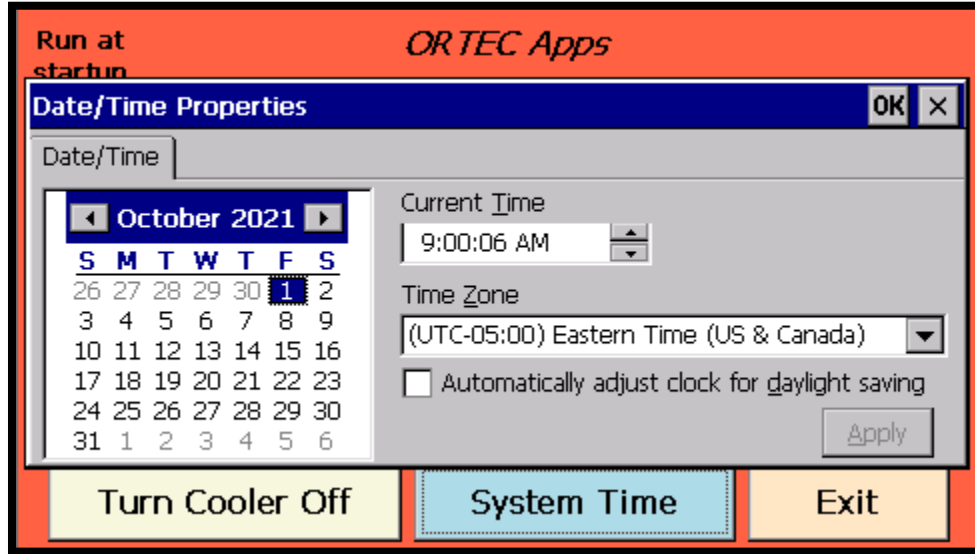 Run at
startup
ORTEC Apps
Date/Time Properties
OK
Date/Time
October 2021
S M T W T F S
26 27 28 29 30 1 2
3 4 5 6 7 8 9
10 11 12 13 14 15 16
17 18 19 20 21 22 23
24 25 26 27 28 29 30
31 1 2 3 4 5 6
Current Time
9:00:06 AM
Time Zone
(UTC-05:00) Eastern Time (US & Canada)
Automatically adjust clock for daylight saving
Apply
Turn Cooler Off
System Time
Exit